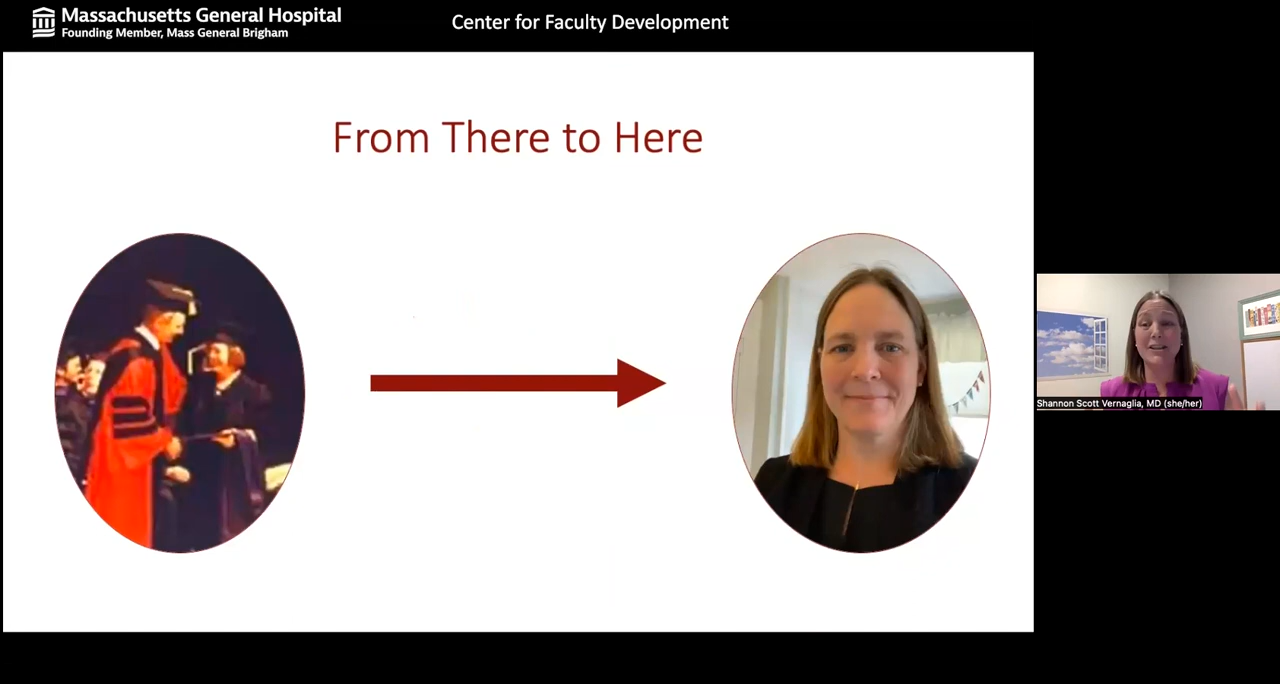 Massachusetts General Hospital
Founding Member, Mass General Brigham
Center for Faculty Development
From There to Here
Shannon Scott Vernaglia, MD (she/her)